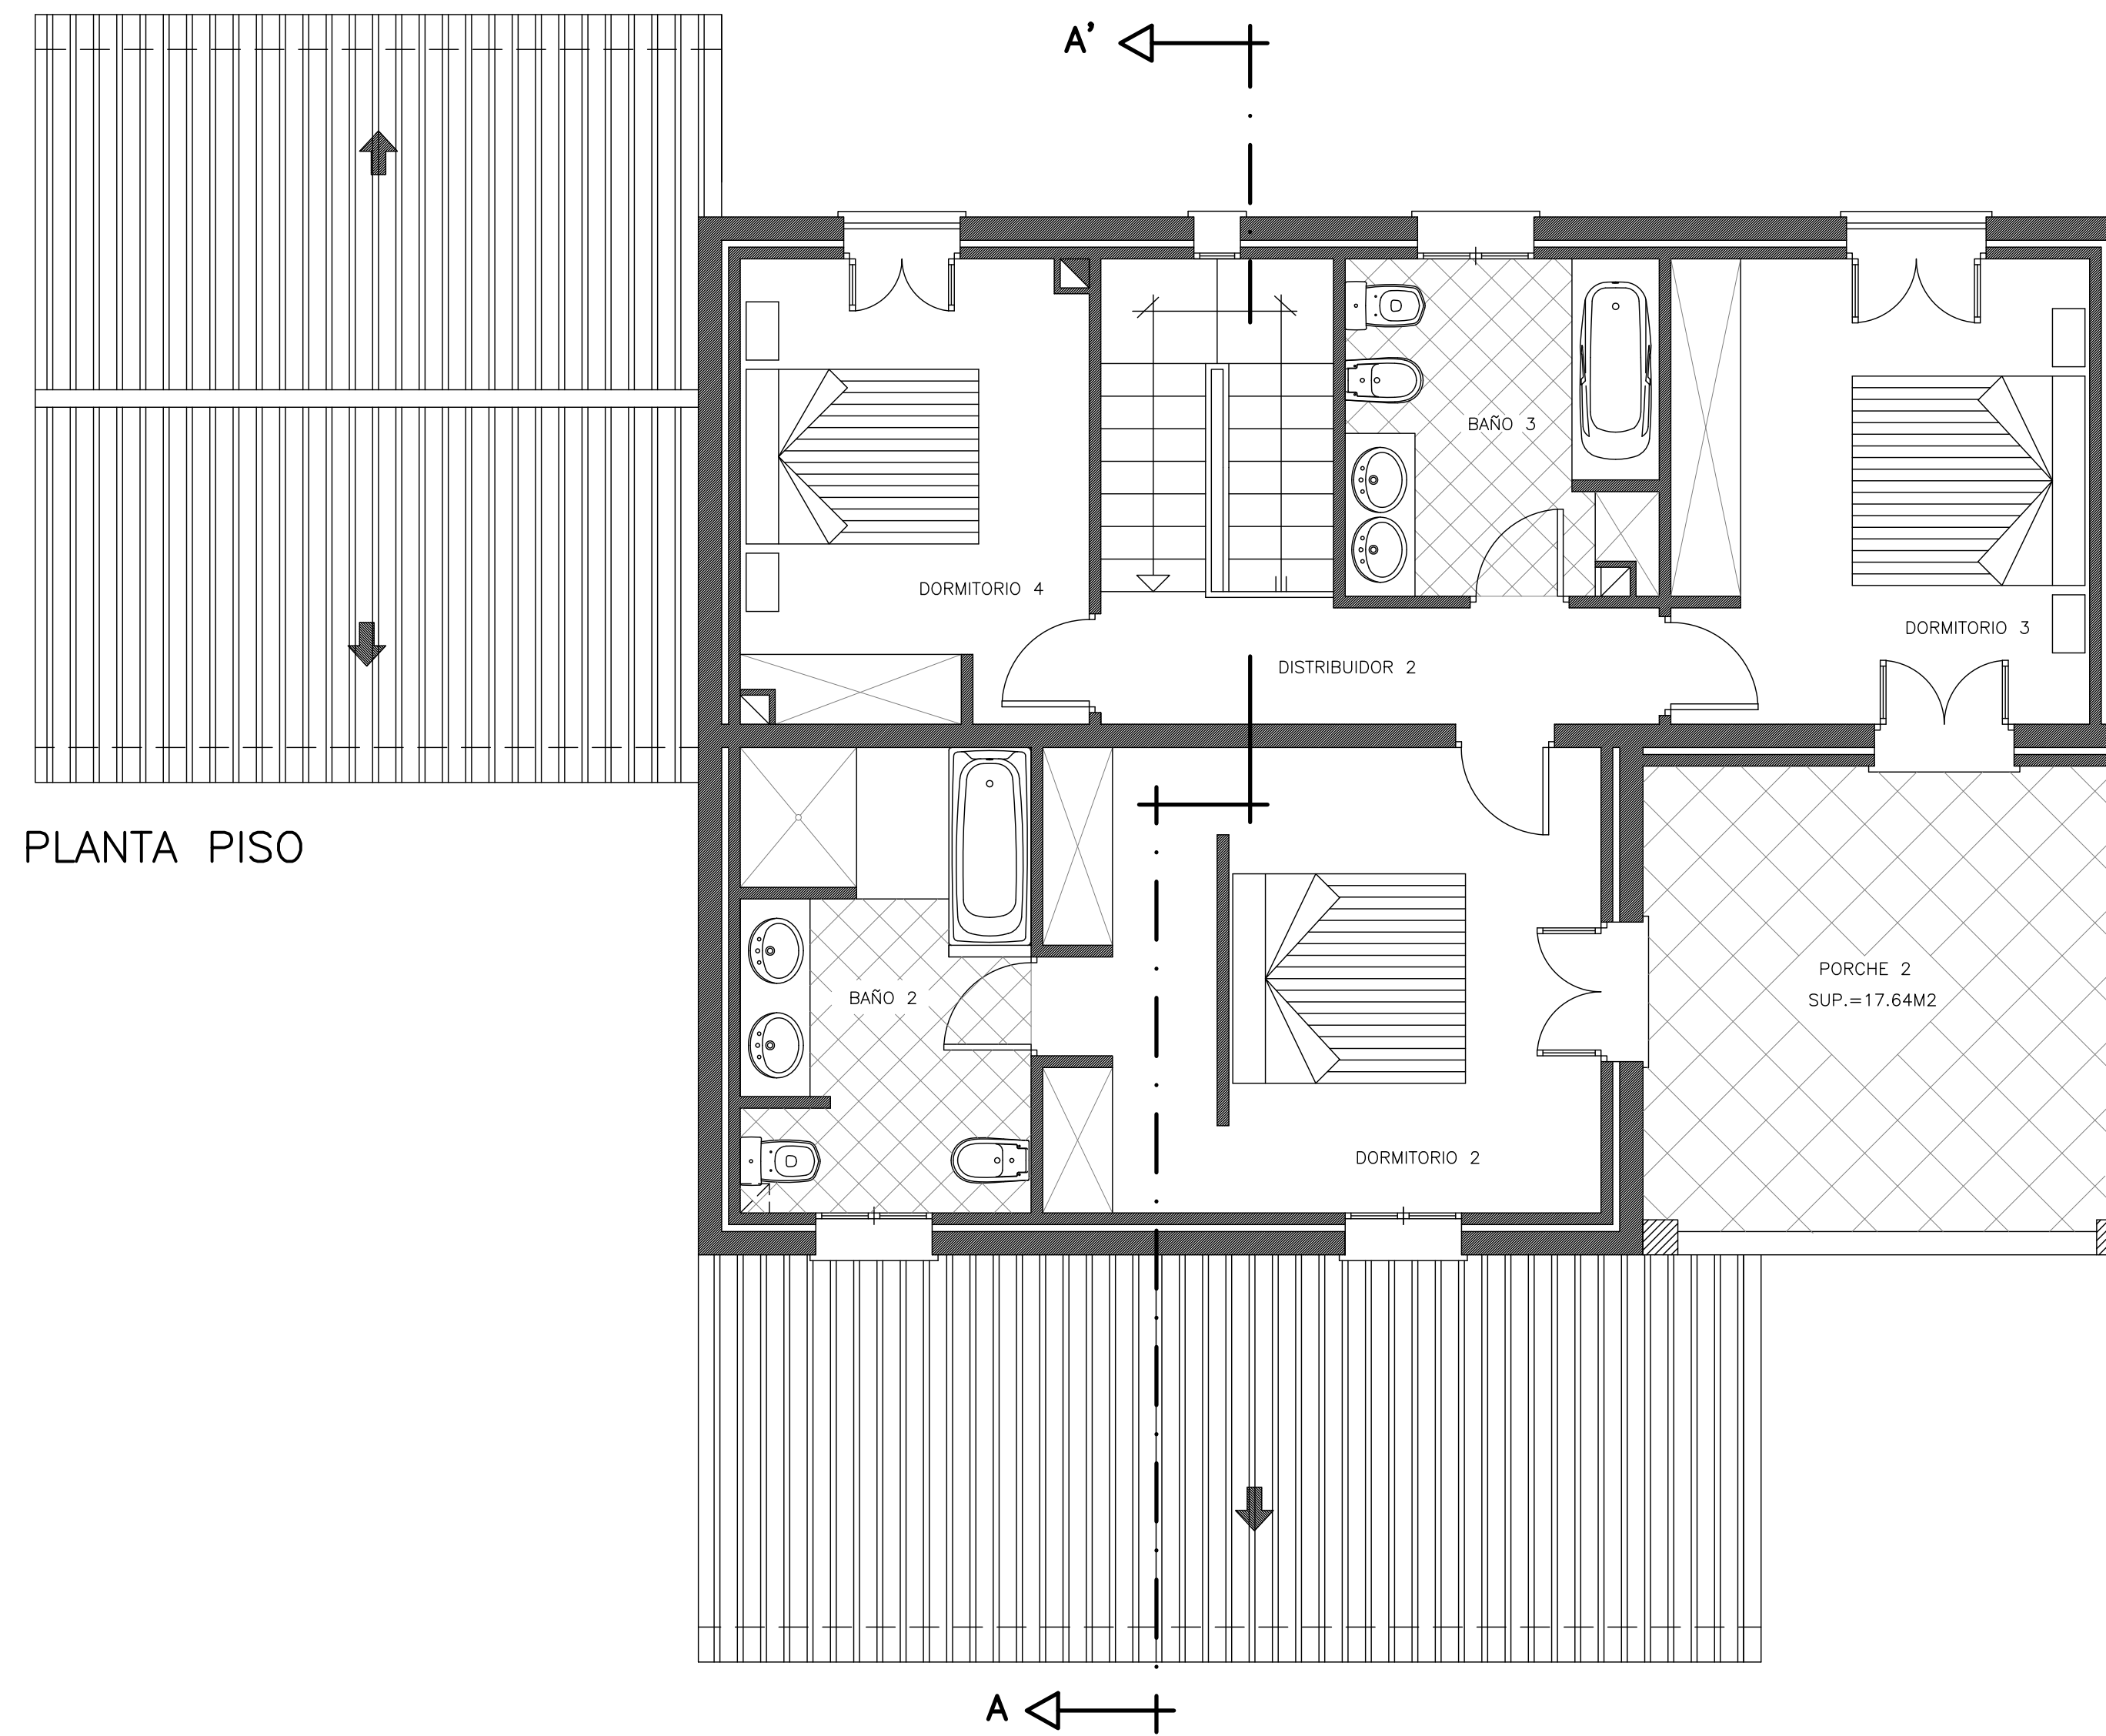 A'
BAÑO 3
DORMITORIO 4
DORMITORIO 3
DISTRIBUIDOR 2
PLANTA PISO
PORCHE 2
SUP.=17.64M2
BAÑO 2
DORMITORIO 2
A